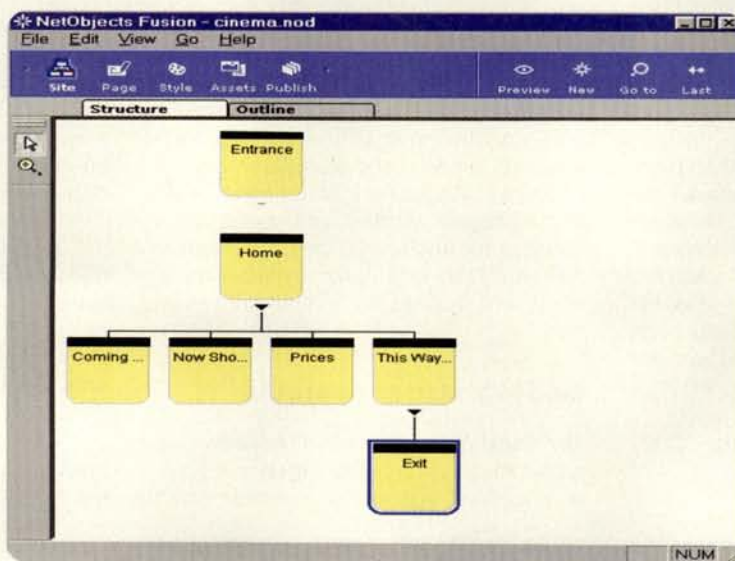 NetObjects Fusion - cinema.nod
File Edit View Go Help
Site Page Style Assets Publish Preview New Go to Last
Structure Outline
Entrance
Home
Coming ... Now Sho... Prices This Way...
Exit
NUM